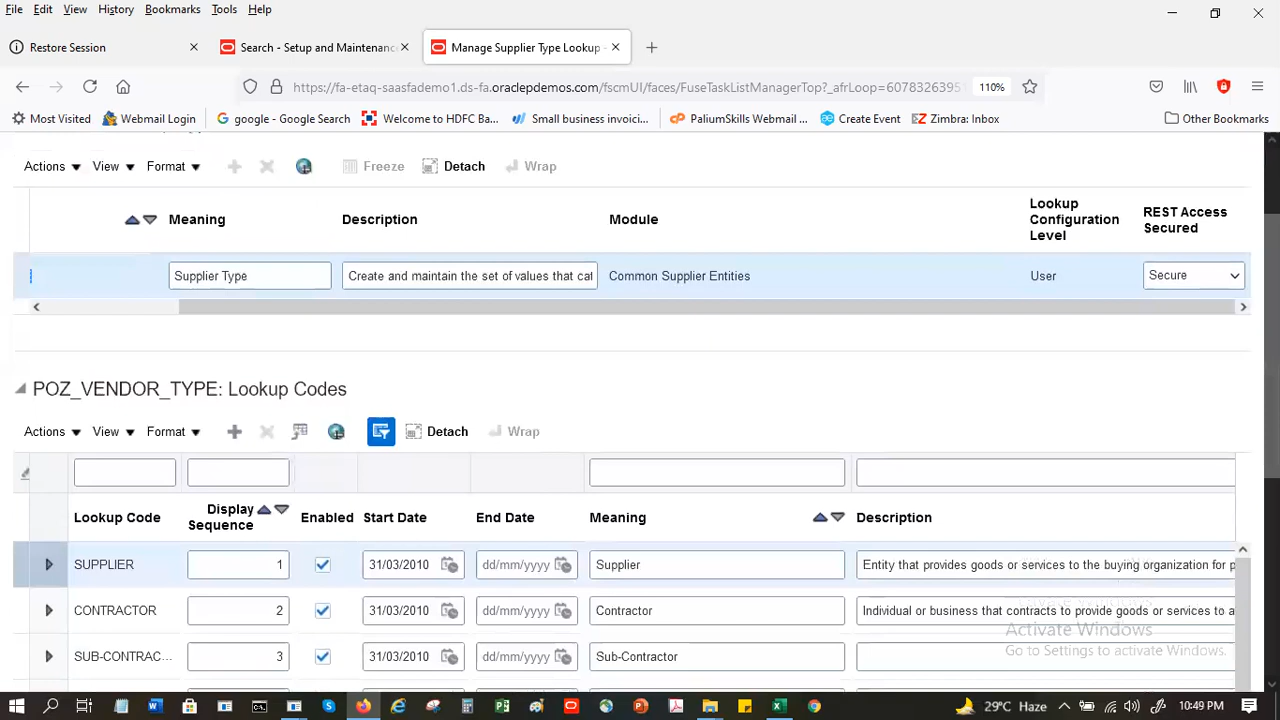 File Edit View History Bookmarks Tools Help
Restore Session × Search - Setup and Maintenance × Manage Supplier Type Lookup - ×
https://fa-etaq-saasfademo1.ds-fa.oracledemos.com/fscmUI/faces/FuseTaskListManagerTop?_afrLoop=6078326395 110%
Most Visited Webmail Login google - Google Search Welcome to HDFC Ba... Small business invoici... PaliumSkills Webmail ... Create Event Zimbra: Inbox Other Bookmarks
Actions View Format Freeze Detach Wrap
Meaning Description Module Lookup Configuration Level REST Access Secured
Supplier Type Create and maintain the set of values that cat Common Supplier Entities User Secure
POZ_VENDOR_TYPE: Lookup Codes
Actions View Format Detach Wrap
Lookup Code Display Sequence Enabled Start Date End Date Meaning Description
SUPPLIER 1 31/03/2010 dd/mm/yyyy Supplier Entity that provides goods or services to the buying organization for p
CONTRACTOR 2 31/03/2010 dd/mm/yyyy Contractor Individual or business that contracts to provide goods or services to a
SUB-CONTRAC... 3 31/03/2010 dd/mm/yyyy Sub-Contractor
Activate Windows
Go to Settings to activate Windows.
29°C Haze 10:49 PM